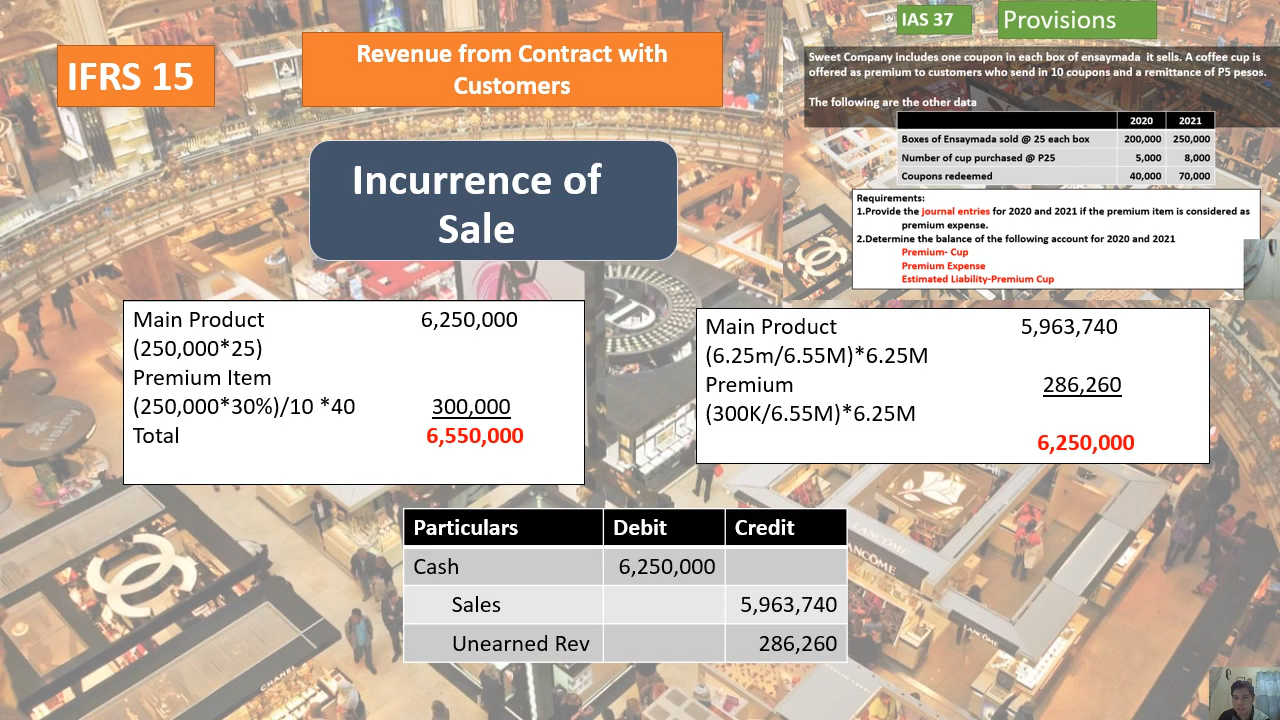 IFRS 15
Revenue from Contract with
Customers
IAS 37
Provisions
Sweet Company includes one coupon in each box of ensaymada it sells. A coffee cup is
offered as premium to customers who send in 10 coupons and a remittance of P5 pesos.
The following are the other data
2020 2021
Boxes of Ensaymada sold @ 25 each box 200,000 250,000
Number of cup purchased @ P25 5,000 8,000
Coupons redeemed 40,000 70,000
Requirements:
1.Provide the journal entries for 2020 and 2021 if the premium item is considered as
premium expense.
2.Determine the balance of the following account for 2020 and 2021
Premium- Cup
Premium Expense
Estimated Liability-Premium Cup
Incurrence of
Sale
Main Product 6,250,000
(250,000*25)
Premium Item
(250,000*30%)/10 *40 300,000
Total 6,550,000
Main Product 5,963,740
(6.25m/6.55M)*6.25M
Premium 286,260
(300K/6.55M)*6.25M
6,250,000
Particulars Debit Credit
Cash 6,250,000
Sales 5,963,740
Unearned Rev 286,260
LANCÔME
LANCÔME
LANCÔME
CHANEL